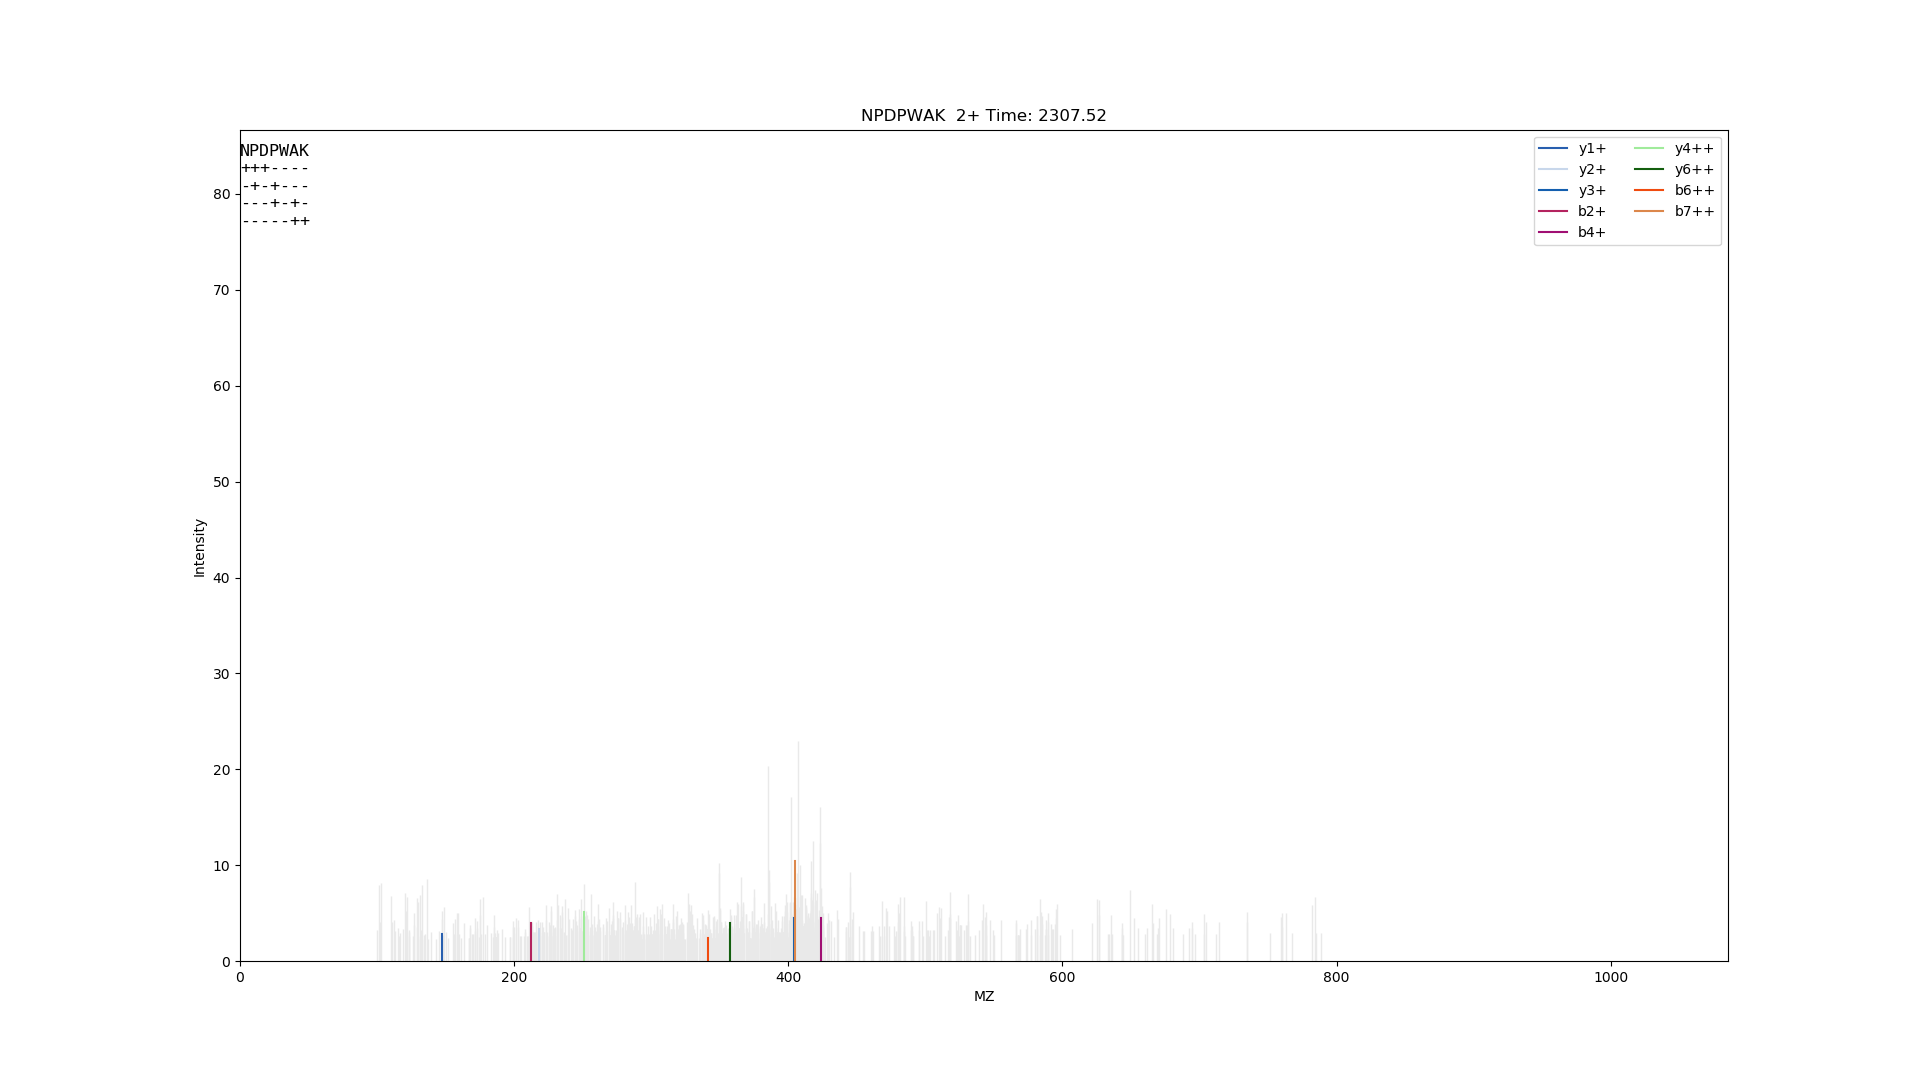 NPDPWAK  2+ Time: 2307.52
NPDPWAK
+++----
-+-+---
---+-+-
-----++
y1+
y2+
y3+
b2+
b4+
y4++
y6++
b6++
b7++
80
70
60
50
40
30
20
10
0
Intensity
0 200 400 600 800 1000
MZ